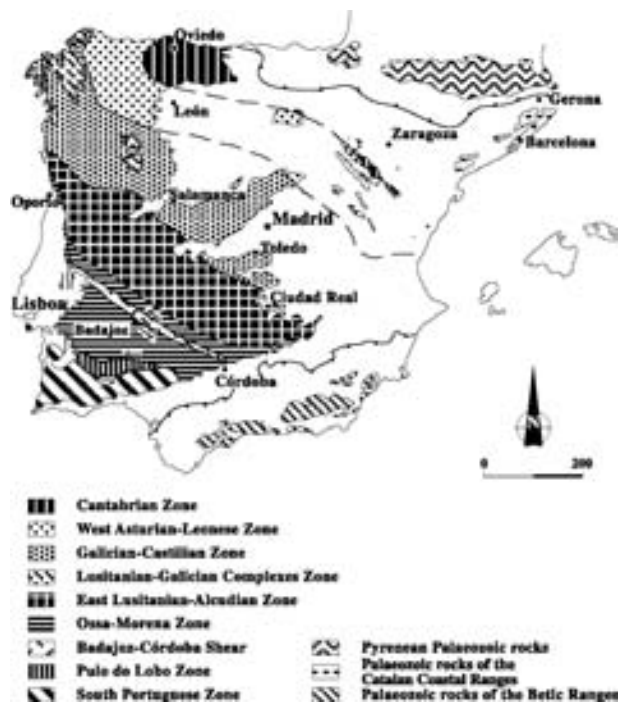 Oviedo
León
Gerona
Zaragoza
Barcelona
Oporto
Salamanca
Madrid
Toledo
Lisboa
Ciudad Real
Badajoz
Córdoba
N
0 200
Cantabrian Zone
West Asturian-Leonese Zone
Galician-Castilian Zone
Lusitanian-Galician Complexes Zone
East Lusitanian-Alcudian Zone
Ossa-Morena Zone
Badajoz-Córdoba Shear
Pulo do Lobo Zone
South Portuguese Zone
Pyrenean Palaeozoic rocks
Palaeozoic rocks of the
Catalan Coastal Ranges
Palaeozoic rocks of the Betic Ranges